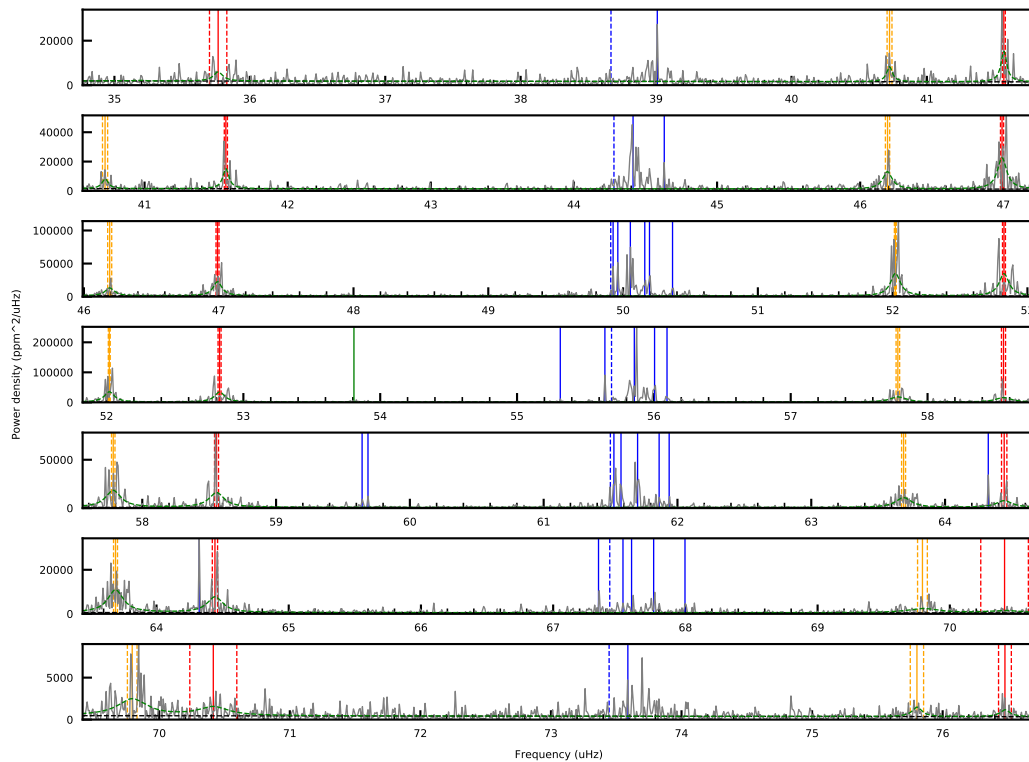 20000
0
35 36 37 38 39 40 41
40000
20000
0
41 42 43 44 45 46 47
100000
50000
0
46 47 48 49 50 51 52 53
200000
100000
0
52 53 54 55 56 57 58
50000
0
58 59 60 61 62 63 64
20000
0
64 65 66 67 68 69 70
5000
0
70 71 72 73 74 75 76
Power density (ppm^2/uHz)
Frequency (uHz)